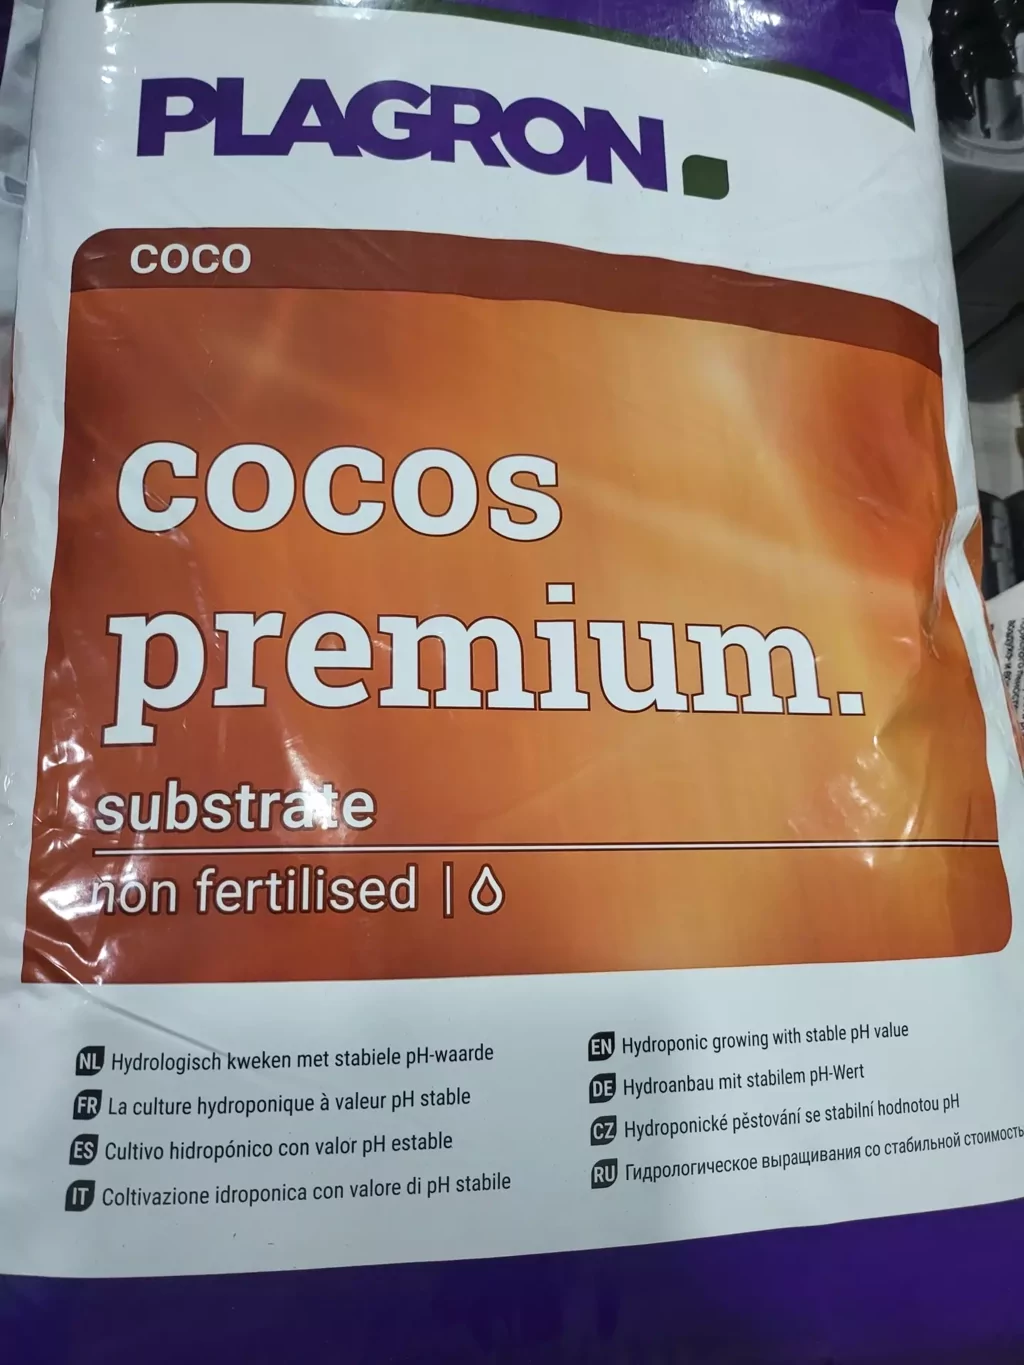 PLAGRON
COCO
cocos
premium.
substrate
non fertilised |
NL Hydrologisch kweken met stabiele pH-waarde
FR La culture hydroponique à valeur pH stable
ES Cultivo hidropónico con valor pH estable
IT Coltivazione idroponica con valore di pH stabile
EN Hydroponic growing with stable pH value
DE Hydroanbau mit stabilem pH-Wert
CZ Hydroponické pěstování se stabilní hodnotou pH
RU Гидрологическое выращивания со стабильной